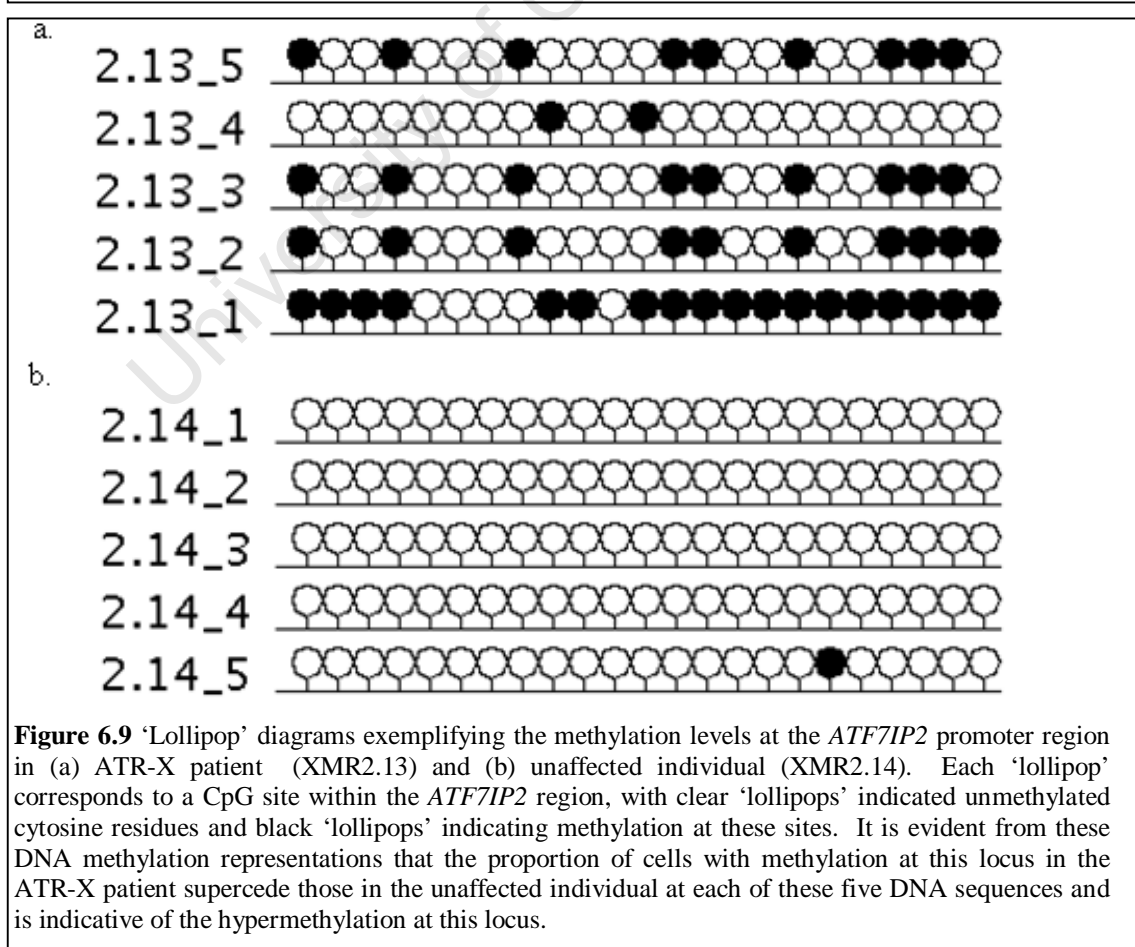 a.
2.13_5
2.13_4
2.13_3
2.13_2
2.13_1
b.
2.14_1
2.14_2
2.14_3
2.14_4
2.14_5
Figure 6.9 ‘Lollipop’ diagrams exemplifying the methylation levels at the ATF7IP2 promoter region
in (a) ATR-X patient (XMR2.13) and (b) unaffected individual (XMR2.14). Each ‘lollipop’
corresponds to a CpG site within the ATF7IP2 region, with clear ‘lollipops’ indicated unmethylated
cytosine residues and black ‘lollipops’ indicating methylation at these sites. It is evident from these
DNA methylation representations that the proportion of cells with methylation at this locus in the
ATR-X patient supercede those in the unaffected individual at each of these five DNA sequences and
is indicative of the hypermethylation at this locus.
University of C